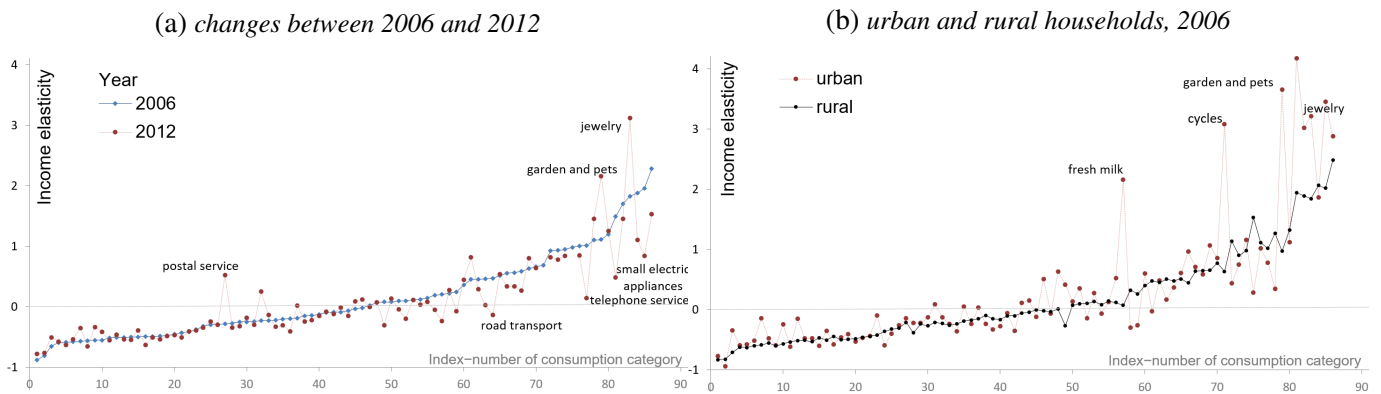 (a) changes between 2006 and 2012
4
3
2
1
0
-1
Income elasticity
Year
2006
2012
jewelry
garden and pets
postal service
small electric
appliances
telephone service
road transport
Index-number of consumption category
0
10
20
30
40
50
60
70
80
90
(b) urban and rural households, 2006
4
3
2
1
0
-1
Income elasticity
urban
rural
garden and pets
jewelry
cycles
fresh milk
Index-number of consumption category
0
10
20
30
40
50
60
70
80
90